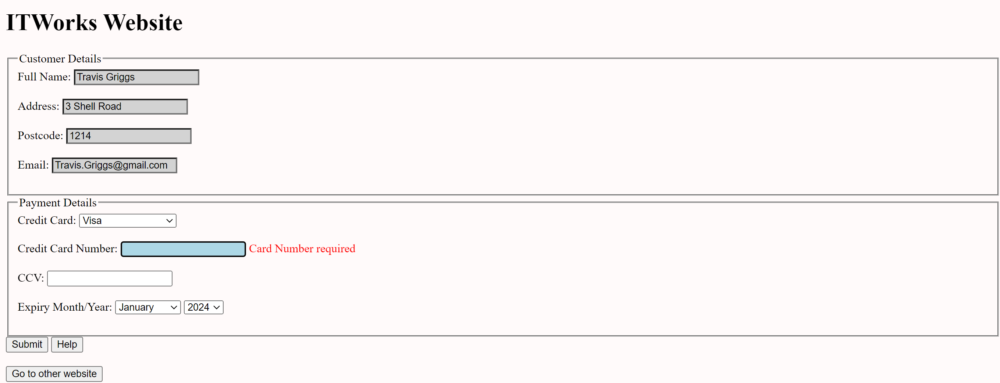 ITWorks Website
Customer Details
Full Name: Travis Griggs
Address: 3 Shell Road
Postcode: 1214
Email: Travis.Griggs@gmail.com
Payment Details
Credit Card: Visa
Credit Card Number: Card Number required
CCV:
Expiry Month/Year: January 2024
Submit Help
Go to other website